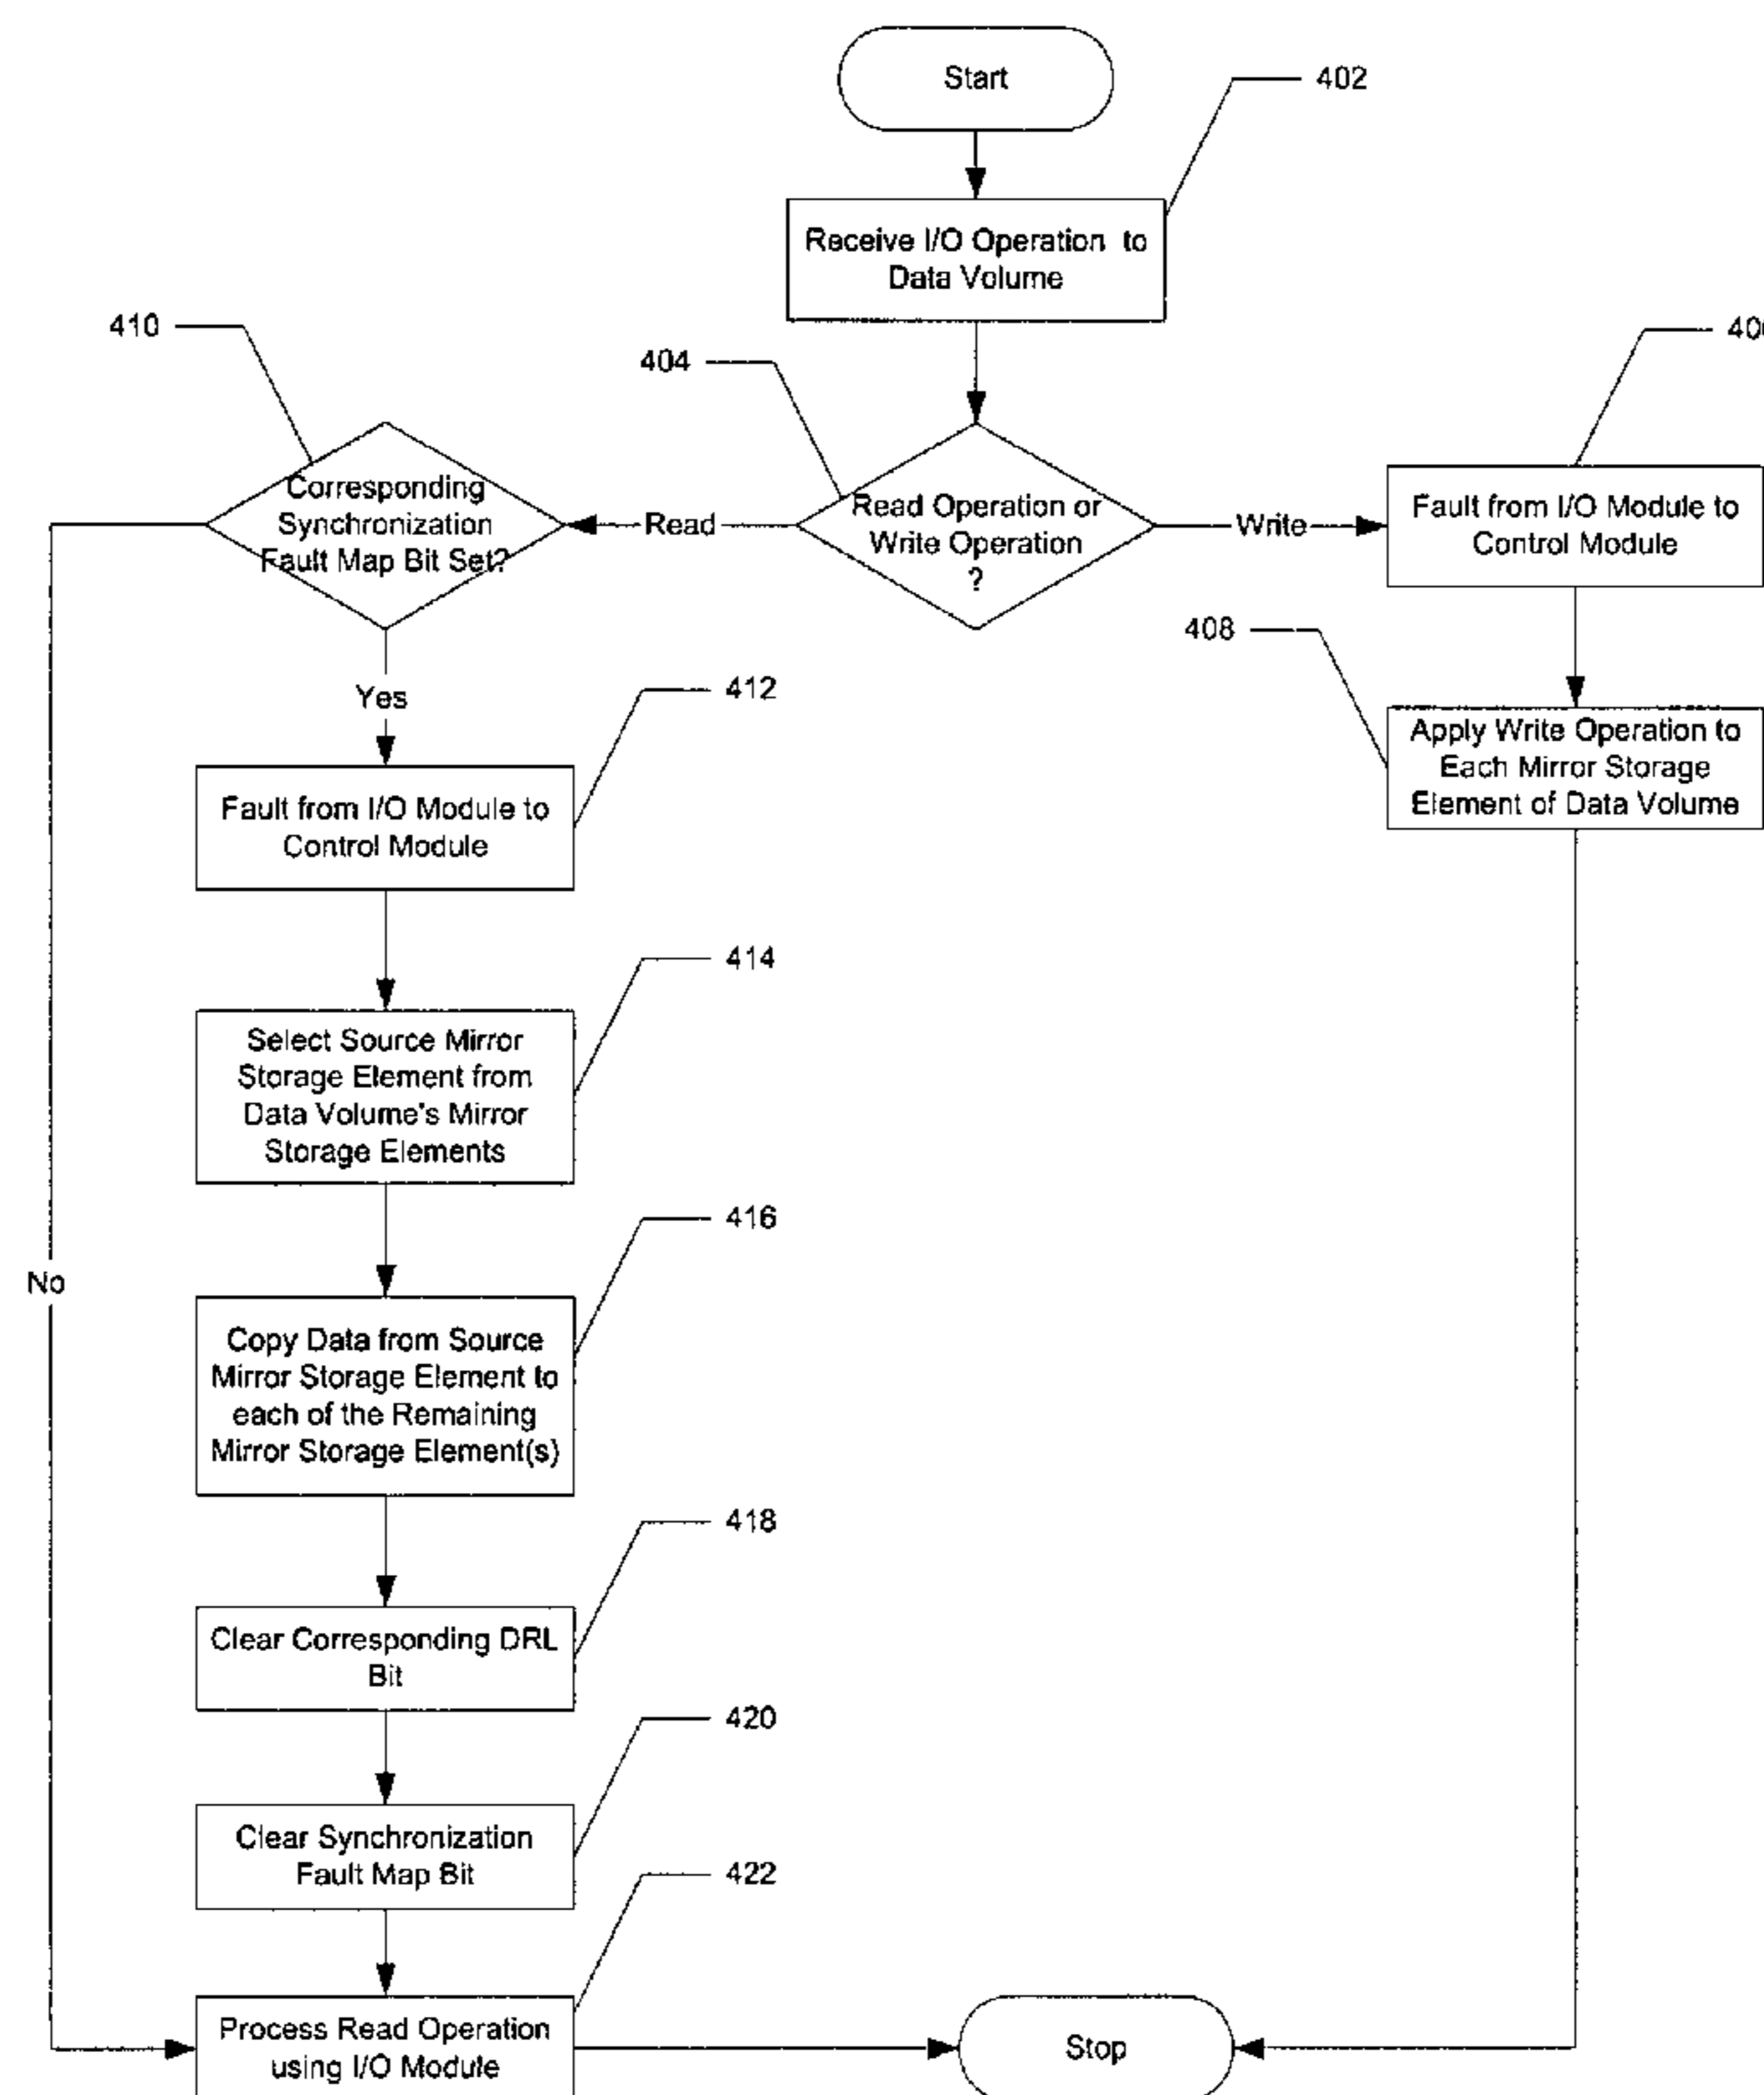 Start
402
Receive I/O Operation to
Data Volume
410
404
Corresponding
Synchronization
Fault Map Bit Set?
Read
Read Operation or
Write Operation
?
Write
Fault from I/O Module to
Control Module
408
Apply Write Operation to
Each Mirror Storage
Element of Data Volume
Yes
412
Fault from I/O Module to
Control Module
414
Select Source Mirror
Storage Element from
Data Volume's Mirror
Storage Elements
416
No
Copy Data from Source
Mirror Storage Element to
each of the Remaining
Mirror Storage Element(s)
418
Clear Corresponding DRL
Bit
420
Clear Synchronization
Fault Map Bit
422
Process Read Operation
using I/O Module
Stop